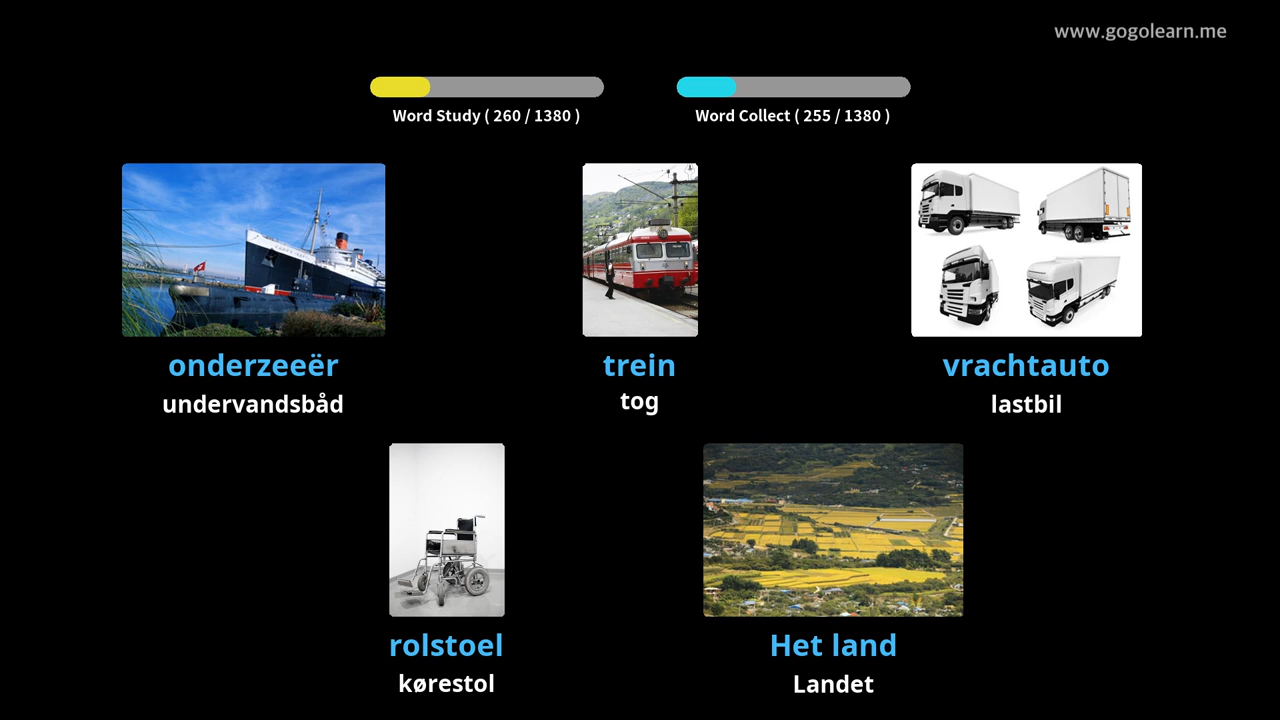 www.gogolearn.me
Word Study ( 260 / 1380 )
Word Collect ( 255 / 1380 )
onderzeeër
undervandsbåd
trein
tog
vrachtauto
lastbil
rolstoel
kørestol
Het land
Landet